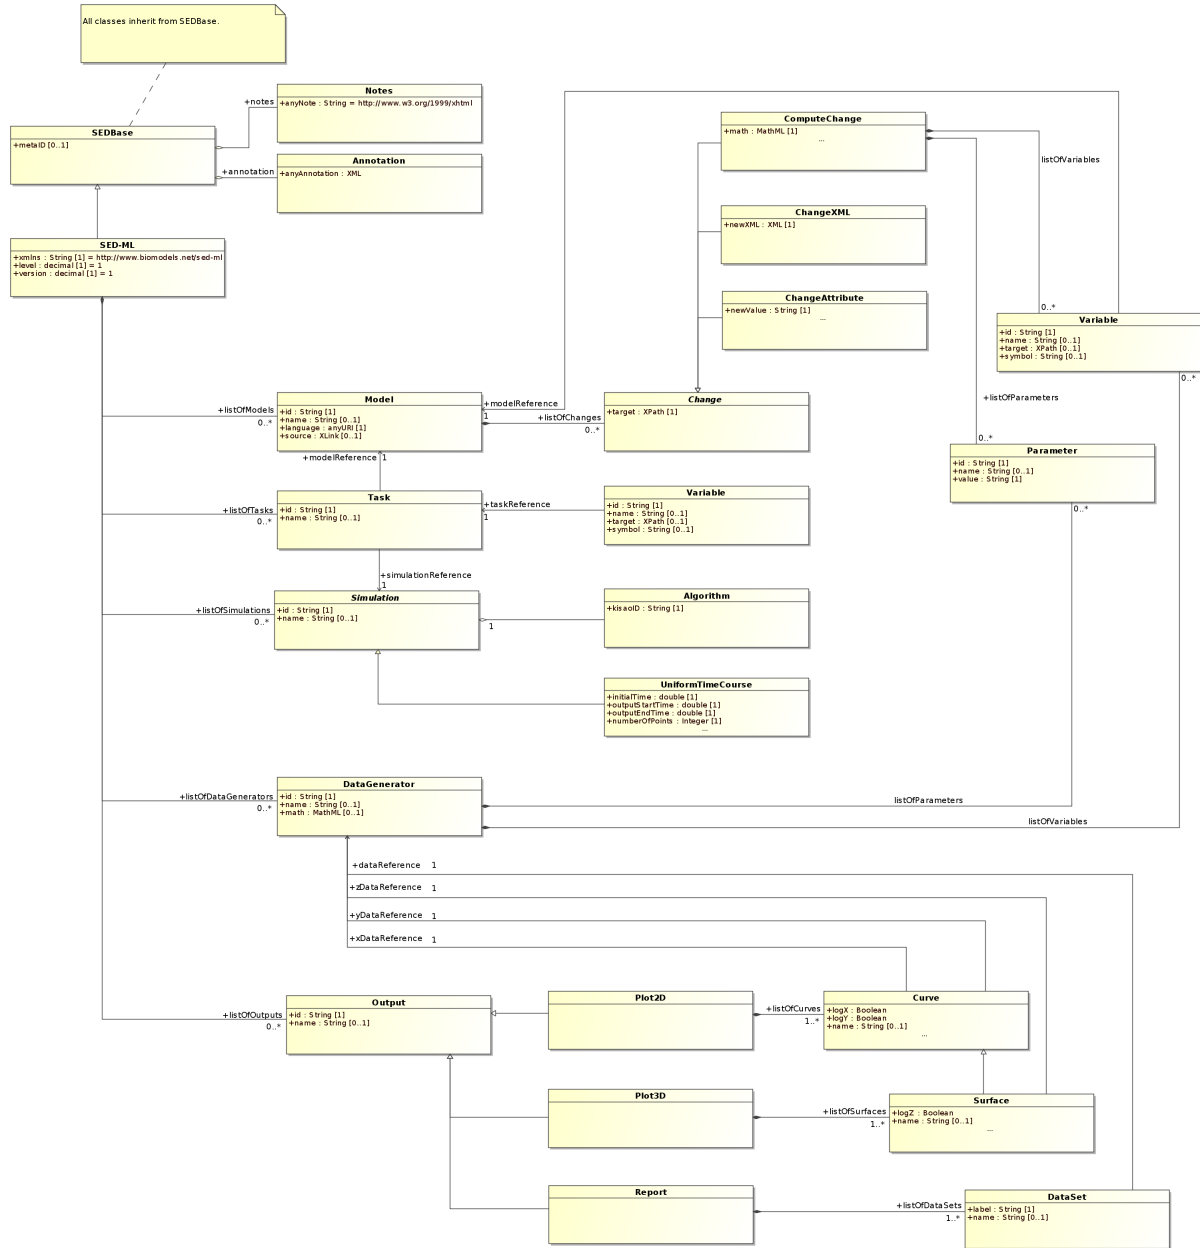 All classes inherit from SEDBase.
Notes
+anyNote : String = http://www.w3.org/1999/xhtml
+notes
SEDBase
+metaID [0..1]
Annotation
+anyAnnotation : XML
+annotation
ComputeChange
+math : MathML [1]
...
listOfVariables
ChangeXML
+newXML : XML [1]
SED-ML
+xmlns : String [1] = http://www.biomodels.net/sed-ml
+level : decimal [1] = 1
+version : decimal [1] = 1
ChangeAttribute
+newValue : String [1]
...
0..*
Variable
+id : String [1]
+name : String [0..1]
+target : XPath [0..1]
+symbol : String [0..1]
0..*
+listOfModels
0..*
Model
+id : String [1]
+name : String [0..1]
+language : anyURI [1]
+source : XLink [0..1]
+modelReference
1
+listOfChanges
0..*
Change
+target : XPath [1]
+listOfParameters
0..*
Parameter
+id : String [1]
+name : String [0..1]
+value : String [1]
0..*
+modelReference
1
+listOfTasks
0..*
Task
+id : String [1]
+name : String [0..1]
+taskReference
1
Variable
+id : String [1]
+name : String [0..1]
+target : XPath [0..1]
+symbol : String [0..1]
+simulationReference
1
+listOfSimulations
0..*
Simulation
+id : String [1]
+name : String [0..1]
1
Algorithm
+kisaoID : String [1]
UniformTimeCourse
+initialTime : double [1]
+outputStartTime : double [1]
+outputEndTime : double [1]
+numberOfPoints : Integer [1]
...
+listOfDataGenerators
0..*
DataGenerator
+id : String [1]
+name : String [0..1]
+math : MathML [0..1]
listOfParameters
listOfVariables
+dataReference 1
+zDataReference 1
+yDataReference 1
+xDataReference 1
+listOfOutputs
0..*
Output
+id : String [1]
+name : String [0..1]
Plot2D
+listOfCurves
1..*
Curve
+logX : Boolean
+logY : Boolean
+name : String [0..1]
...
Plot3D
+listOfSurfaces
1..*
Surface
+logZ : Boolean
+name : String [0..1]
...
Report
+listOfDataSets
1..*
DataSet
+label : String [1]
+name : String [0..1]